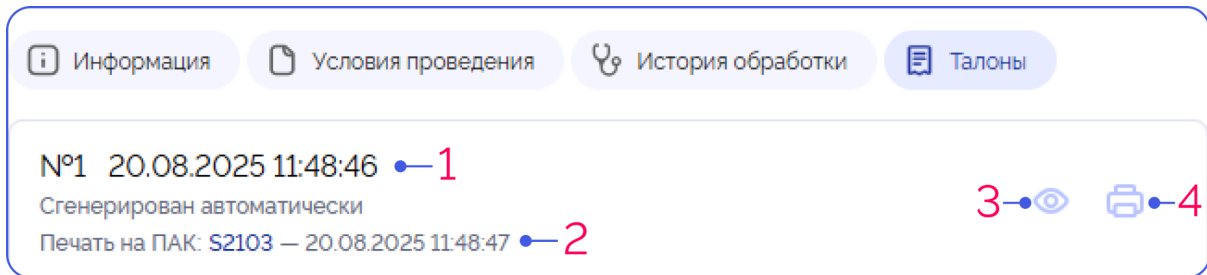 Информация Условия проведения История обработки Талоны
№1 20.08.2025 11:48:46 1
Сгенерирован автоматически
3 4
Печать на ПАК: S2103 — 20.08.2025 11:48:47 2